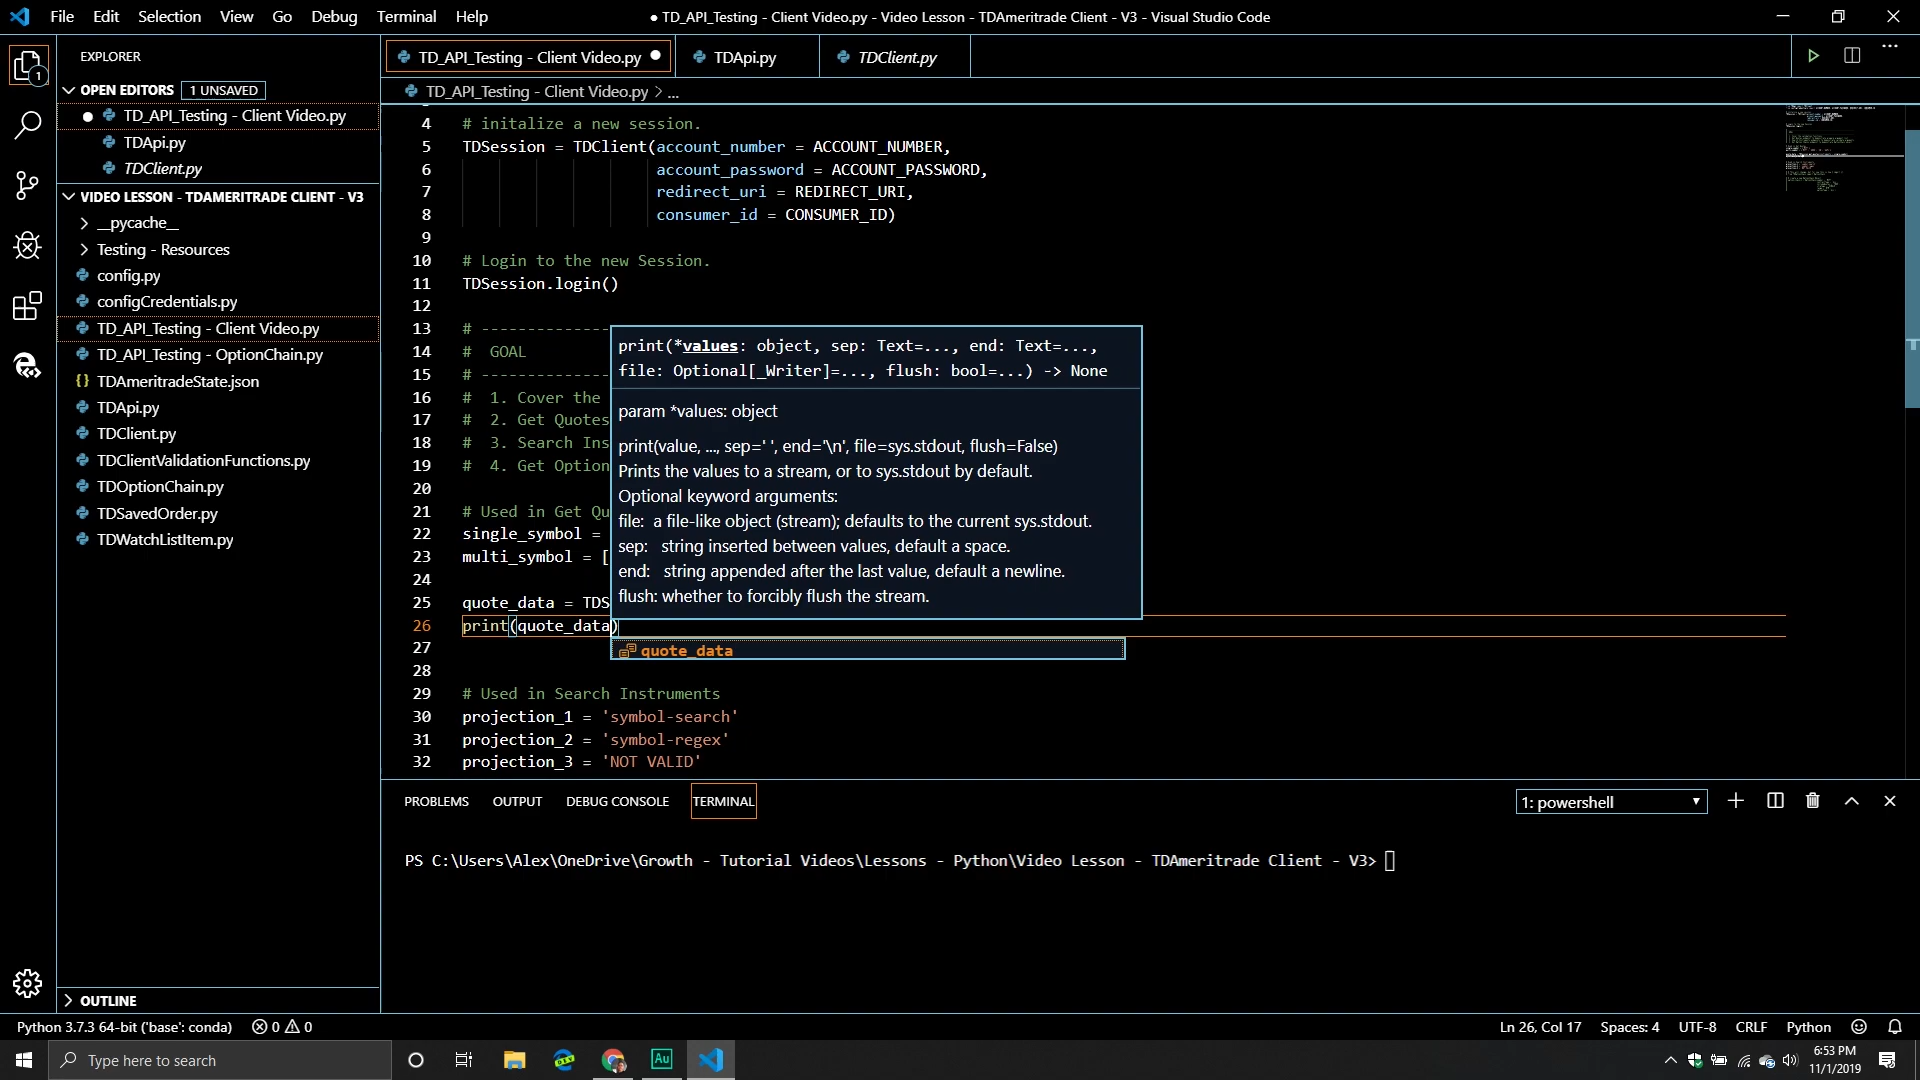 File Edit Selection View Go Debug Terminal Help
● TD_API_Testing - Client Video.py - Video Lesson - TDAmeritrade Client - V3 - Visual Studio Code
EXPLORER
OPEN EDITORS 1 UNSAVED
TD_API_Testing - Client Video.py
TDApi.py
TDClient.py
VIDEO LESSON - TDAMERITRADE CLIENT - V3
__pycache__
Testing - Resources
config.py
configCredentials.py
TD_API_Testing - Client Video.py
TD_API_Testing - OptionChain.py
{} TDAmeritradeState.json
TDApi.py
TDClient.py
TDClientValidationFunctions.py
TDOptionChain.py
TDSavedOrder.py
TDWatchListItem.py
OUTLINE
1
TD_API_Testing - Client Video.py ● TDApi.py TDClient.py
TD_API_Testing - Client Video.py > ...
4 # initalize a new session.
5 TDSession = TDClient(account_number = ACCOUNT_NUMBER,
6 account_password = ACCOUNT_PASSWORD,
7 redirect_uri = REDIRECT_URI,
8 consumer_id = CONSUMER_ID)
9
10 # Login to the new Session.
11 TDSession.login()
12
13 # --------------
14 # GOAL
15 # --------------
16 # 1. Cover the
17 # 2. Get Quotes
18 # 3. Search Ins
19 # 4. Get Option
20
21 # Used in Get Qu
22 single_symbol =
23 multi_symbol = [
24
25 quote_data = TDS
26 print(quote_data)
27
28
29 # Used in Search Instruments
30 projection_1 = 'symbol-search'
31 projection_2 = 'symbol-regex'
32 projection_3 = 'NOT VALID'
print(*values: object, sep: Text=..., end: Text=...,
file: Optional[_Writer]=..., flush: bool=...) -> None
param *values: object
print(value, ..., sep=' ', end='\n', file=sys.stdout, flush=False)
Prints the values to a stream, or to sys.stdout by default.
Optional keyword arguments:
file: a file-like object (stream); defaults to the current sys.stdout.
sep: string inserted between values, default a space.
end: string appended after the last value, default a newline.
flush: whether to forcibly flush the stream.
quote_data
PROBLEMS OUTPUT DEBUG CONSOLE TERMINAL 1: powershell
PS C:\Users\Alex\OneDrive\Growth - Tutorial Videos\Lessons - Python\Video Lesson - TDAmeritrade Client - V3>
Python 3.7.3 64-bit ('base': conda) 0 0 Ln 26, Col 17 Spaces: 4 UTF-8 CRLF Python
Type here to search
Au
6:53 PM
11/1/2019